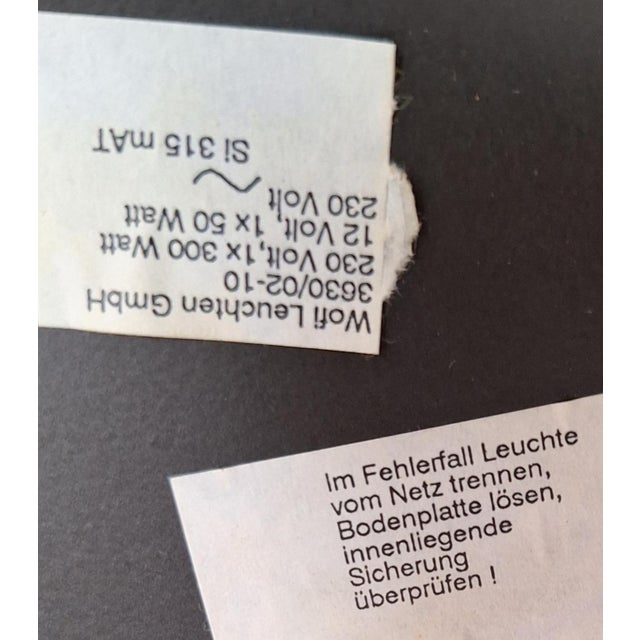 Wofi Leuchten GmbH
3630/02-10
230 Volt,1x 300 Watt
12 Volt, 1x 50 Watt
230 Volt ~
Si 315 mAT
Im Fehlerfall Leuchte
vom Netz trennen,
Bodenplatte lösen,
innenliegende
Sicherung
überprüfen !